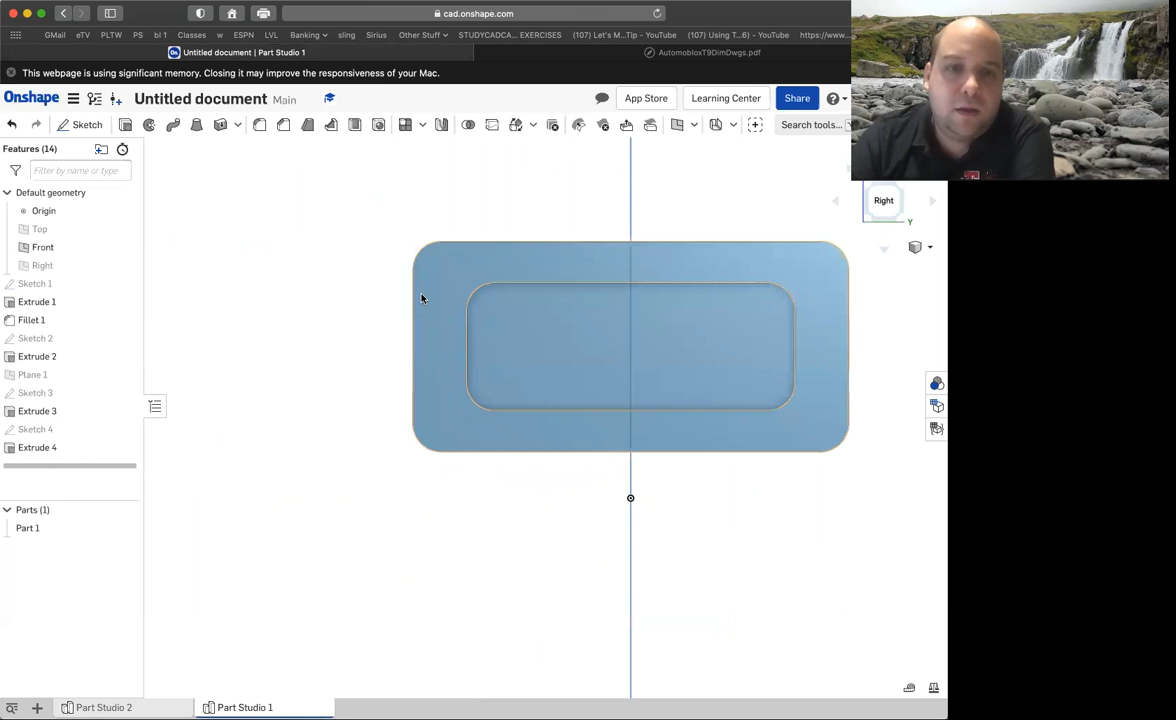 cad.onshape.com
GMail eTV PLTW PS bl 1 Classes w ESPN LVL Banking sling Sirius Other Stuff STUDYCADCA... EXERCISES (107) Let's M...Tip - YouTube (107) Using T...6) - YouTube https://www...
Untitled document | Part Studio 1
AutomobloxT9DimDwgs.pdf
This webpage is using significant memory. Closing it may improve the responsiveness of your Mac.
Onshape Untitled document Main App Store Learning Center Share
Sketch Search tools...
Features (14)
Filter by name or type
Default geometry
Origin
Top
Front
Right
Sketch 1
Extrude 1
Fillet 1
Sketch 2
Extrude 2
Plane 1
Sketch 3
Extrude 3
Sketch 4
Extrude 4
Parts (1)
Part 1
Right
Y
Part Studio 2
Part Studio 1